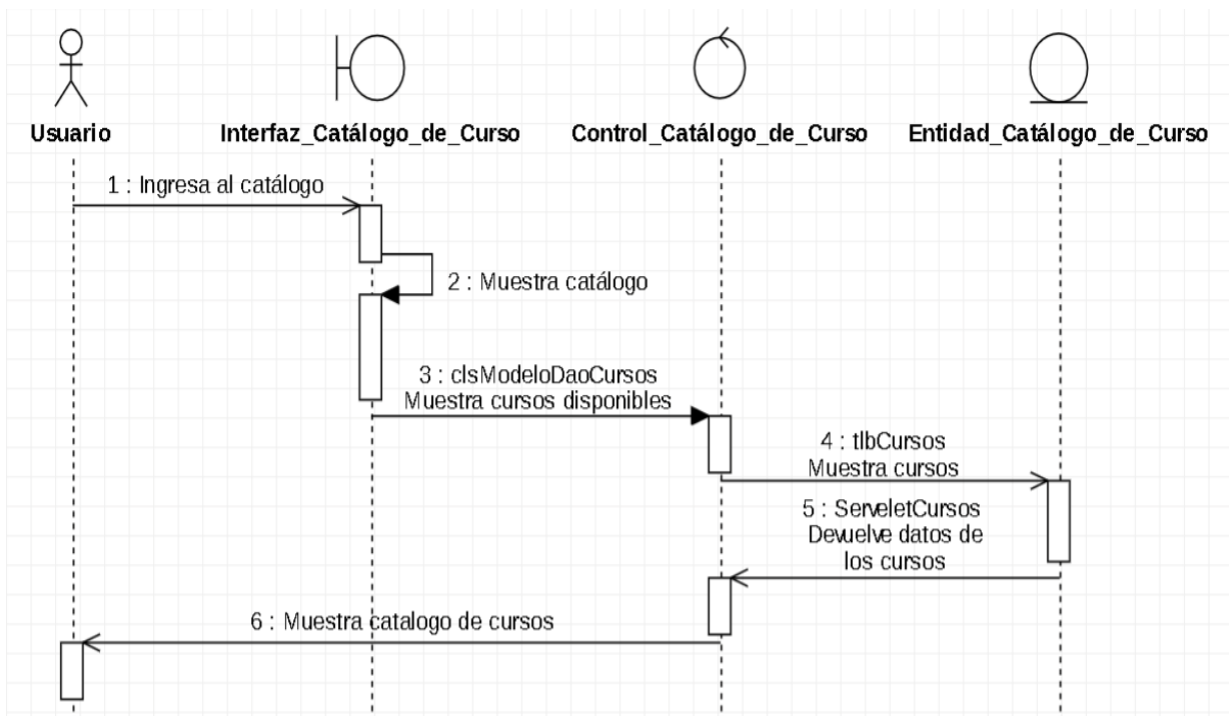 Usuario
Interfaz_Catálogo_de_Curso
Control_Catálogo_de_Curso
Entidad_Catálogo_de_Curso
1 : Ingresa al catálogo
2 : Muestra catálogo
3 : clsModeloDaoCursos
Muestra cursos disponibles
4 : tlbCursos
Muestra cursos
5 : ServeletCursos
Devuelve datos de
los cursos
6 : Muestra catalogo de cursos